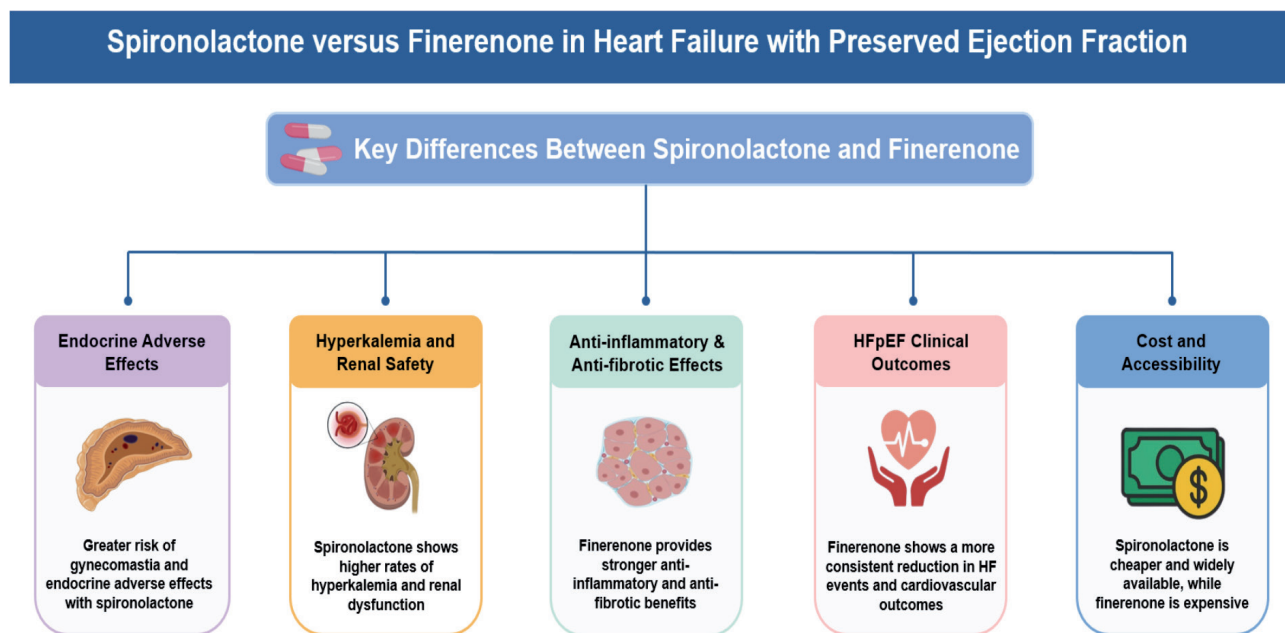 Spironolactone versus Finerenone in Heart Failure with Preserved Ejection Fraction
Key Differences Between Spironolactone and Finerenone
Endocrine Adverse
Effects
Greater risk of
gynecomastia and
endocrine adverse effects
with spironolactone
Hyperkalemia and
Renal Safety
Spironolactone shows
higher rates of
hyperkalemia and renal
dysfunction
Anti-inflammatory &
Anti-fibrotic Effects
Finerenone provides
stronger anti-
inflammatory and anti-
fibrotic benefits
HFpEF Clinical
Outcomes
Finerenone shows a more
consistent reduction in HF
events and cardiovascular
outcomes
Cost and
Accessibility
$
Spironolactone is
cheaper and widely
available, while
finerenone is expensive